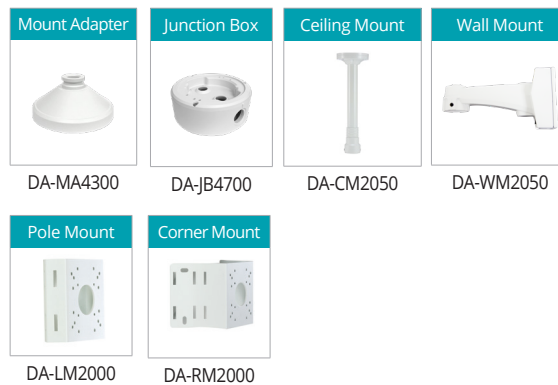 Mount Adapter
Junction Box
Ceiling Mount
Wall Mount
DA-MA4300
DA-JB4700
DA-CM2050
DA-WM2050
Pole Mount
Corner Mount
DA-LM2000
DA-RM2000